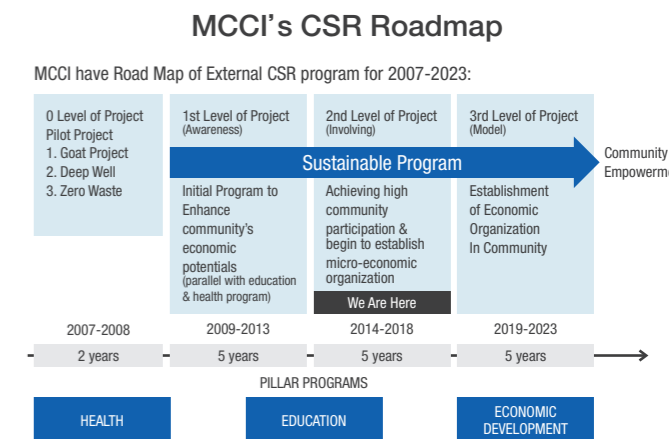 MCCI's CSR Roadmap
MCCI have Road Map of External CSR program for 2007-2023:
0 Level of Project
Pilot Project
1. Goat Project
2. Deep Well
3. Zero Waste
1st Level of Project
(Awareness)
2nd Level of Project
(Involving)
3rd Level of Project
(Model)
Sustainable Program
Community
Initial Program to
Enhance
community's
economic
potentials
(parallel with education
& health program)
Achieving high
community
participation &
begin to establish
micro-economic
organization
We Are Here
Establishment
of Economic
Organization
In Community
2007-2008
2009-2013
2014-2018
2019-2023
2 years
5 years
5 years
5 years
PILLAR PROGRAMS
HEALTH
EDUCATION
ECONOMIC
DEVELOPMENT